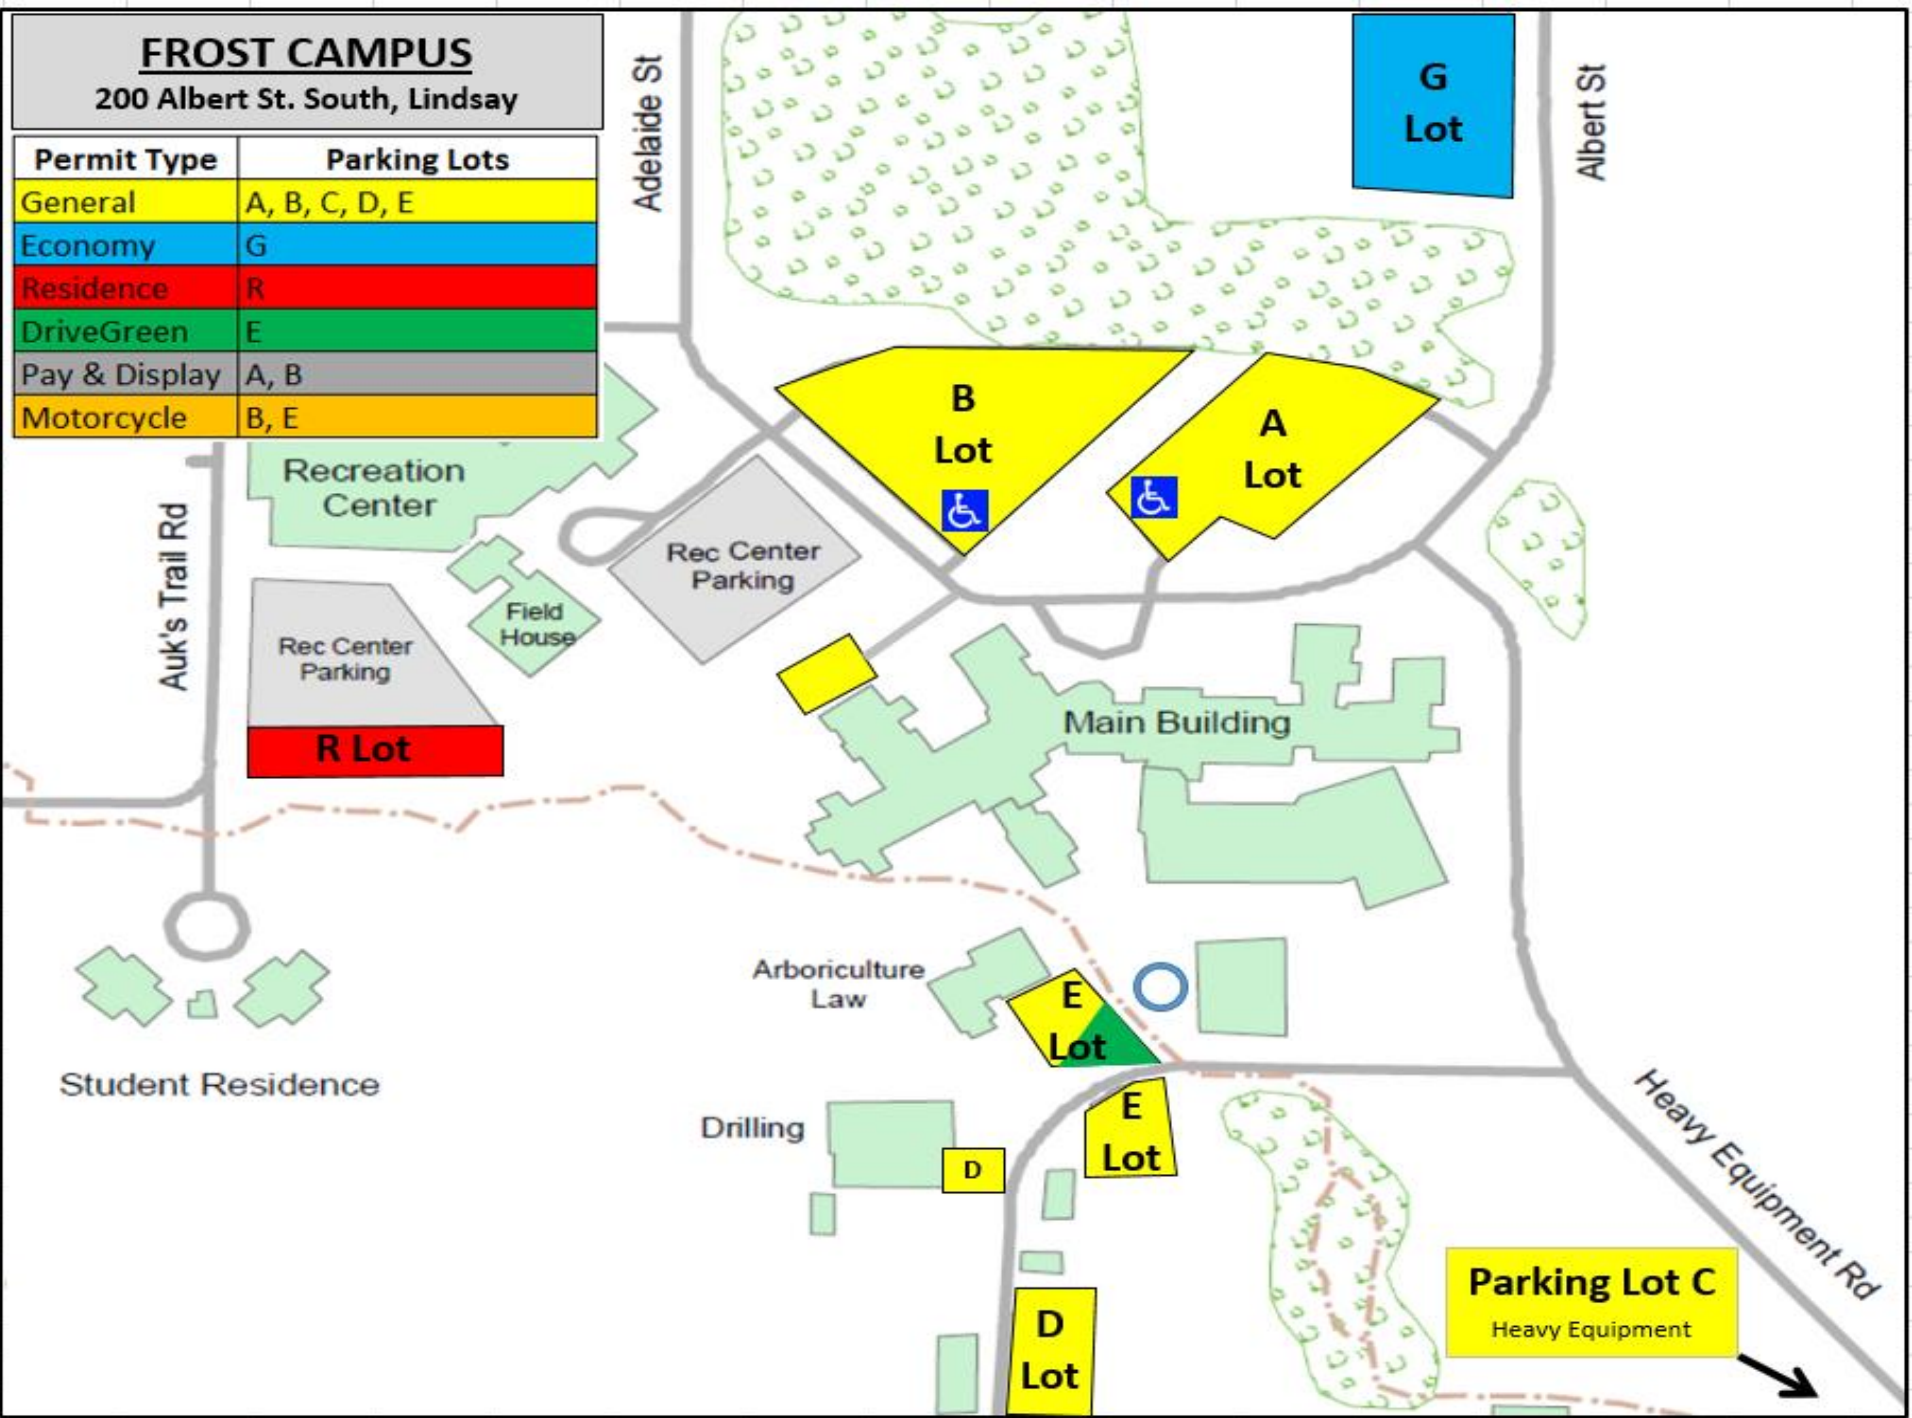 FROST CAMPUS
200 Albert St. South, Lindsay
Permit Type Parking Lots
General A, B, C, D, E
Economy G
Residence R
DriveGreen E
Pay & Display A, B
Motorcycle B, E
Adelaide St
G
Lot
Albert St
B
Lot
A
Lot
Recreation
Center
Auk's Trail Rd
Rec Center
Parking
Field
House
Rec Center
Parking
R Lot
Main Building
Arboriculture
Law
E
Lot
Student Residence
Drilling
D
E
Lot
Heavy Equipment Rd
D
Lot
Parking Lot C
Heavy Equipment